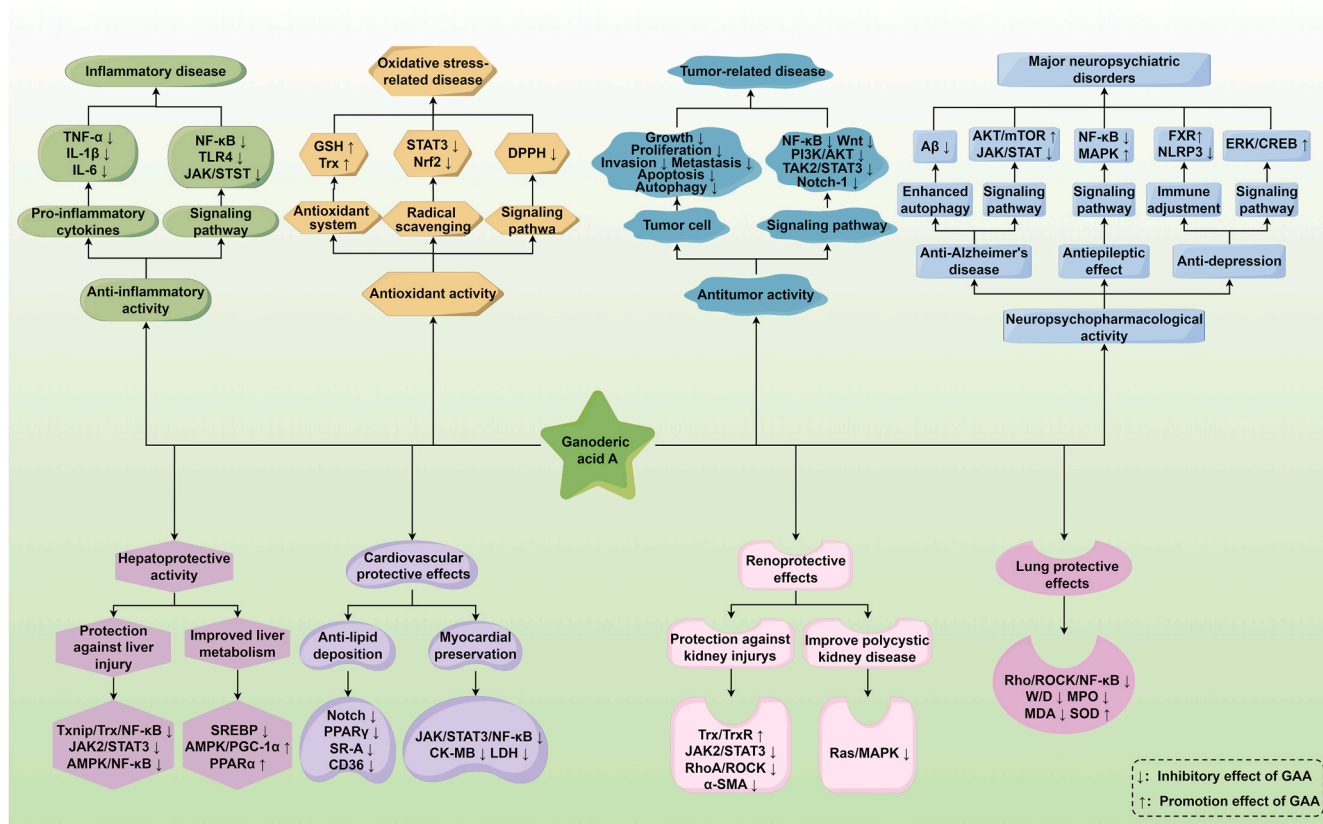 Inflammatory disease
TNF-α ↓
IL-1β ↓
IL-6 ↓
NF-κB ↓
TLR4 ↓
JAK/STST ↓
Pro-inflammatory
cytokines
Signaling
pathway
Anti-inflammatory
activity
Oxidative stress-
related disease
GSH ↑
Trx ↑
STAT3 ↓
Nrf2 ↓
DPPH ↓
Antioxidant
system
Radical
scavenging
Signaling
pathwa
Antioxidant activity
Tumor-related disease
Growth ↓
Proliferation ↓
Invasion ↓ Metastasis ↓
Apoptosis ↓
Autophagy ↓
NF-κB ↓ Wnt ↓
PI3K/AKT ↓
TAK2/STAT3 ↓
Notch-1 ↓
Tumor cell
Signaling pathway
Antitumor activity
Major neuropsychiatric
disorders
Aβ ↓
AKT/mTOR ↑
JAK/STAT ↓
NF-κB ↓
MAPK ↑
FXR↑
NLRP3 ↓
ERK/CREB ↑
Enhanced
autophagy
Signaling
pathway
Signaling
pathway
Immune
adjustment
Signaling
pathway
Anti-Alzheimer's
disease
Antiepileptic
effect
Anti-depression
Neuropsychopharmacological
activity
Ganoderic
acid A
Hepatoprotective
activity
Protection
against liver
injury
Improved liver
metabolism
Txnip/Trx/NF-κB ↓
JAK2/STAT3 ↓
AMPK/NF-κB ↓
SREBP ↓
AMPK/PGC-1α ↑
PPARα ↑
Cardiovascular
protective effects
Anti-lipid
deposition
Myocardial
preservation
Notch ↓
PPARγ ↓
SR-A ↓
CD36 ↓
JAK/STAT3/NF-κB ↓
CK-MB ↓ LDH ↓
Renoprotective
effects
Protection against
kidney injurys
Improve polycystic
kidney disease
Trx/TrxR ↑
JAK2/STAT3 ↓
RhoA/ROCK ↓
α-SMA ↓
Ras/MAPK ↓
Lung protective
effects
Rho/ROCK/NF-κB ↓
W/D ↓ MPO ↓
MDA ↓ SOD ↑
↓: Inhibitory effect of GAA
↑: Promotion effect of GAA